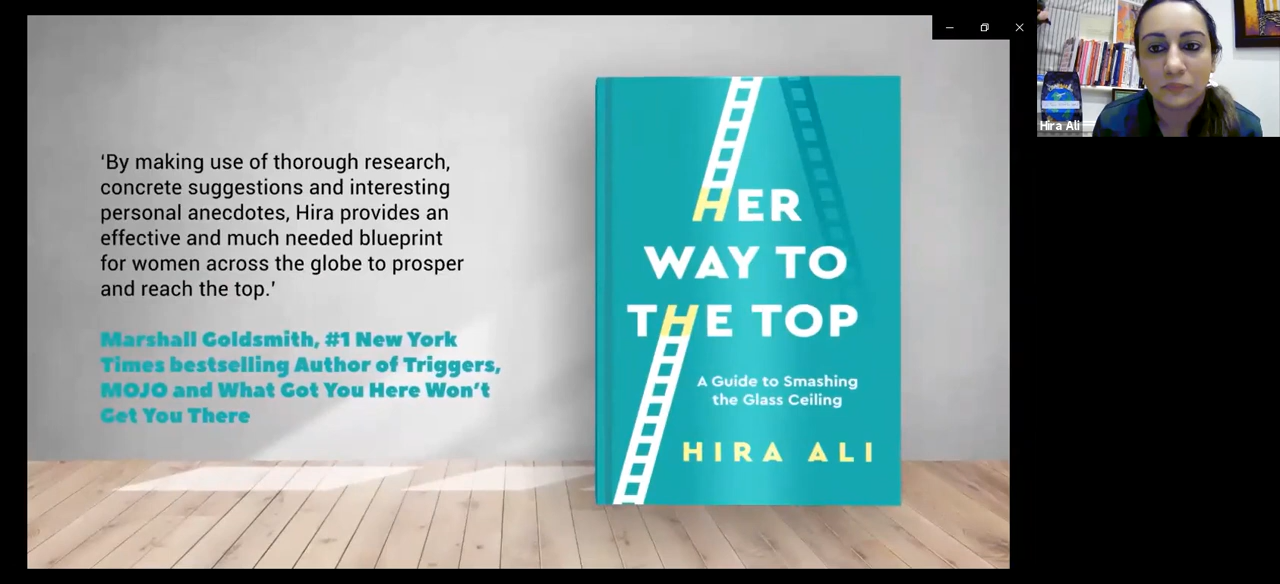 ‘By making use of thorough research,
concrete suggestions and interesting
personal anecdotes, Hira provides an
effective and much needed blueprint
for women across the globe to prosper
and reach the top.’
Marshall Goldsmith, #1 New York
Times bestselling Author of Triggers,
MOJO and What Got You Here Won’t
Get You There
HER
WAY TO
THE TOP
A Guide to Smashing
the Glass Ceiling
HIRA ALI
Hira Ali